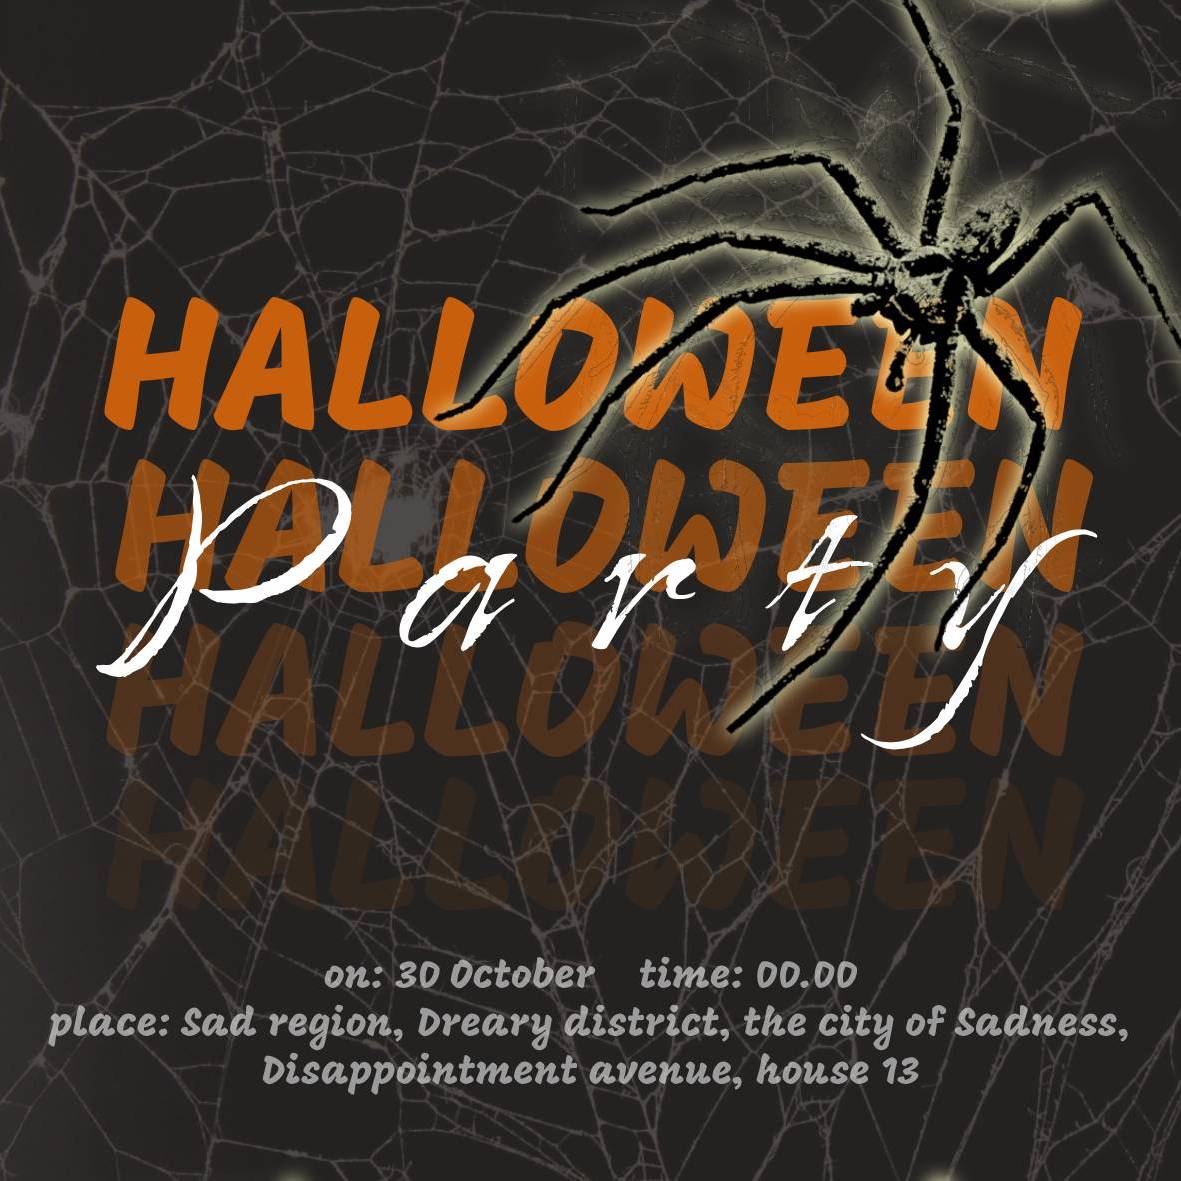 HALLOWEEN
HALLOWEEN
Party
HALLOWEEN
HALLOWEEN
on: 30 October time: 00.00
place: Sad region, Dreary district, the city of Sadness,
Disappointment avenue, house 13